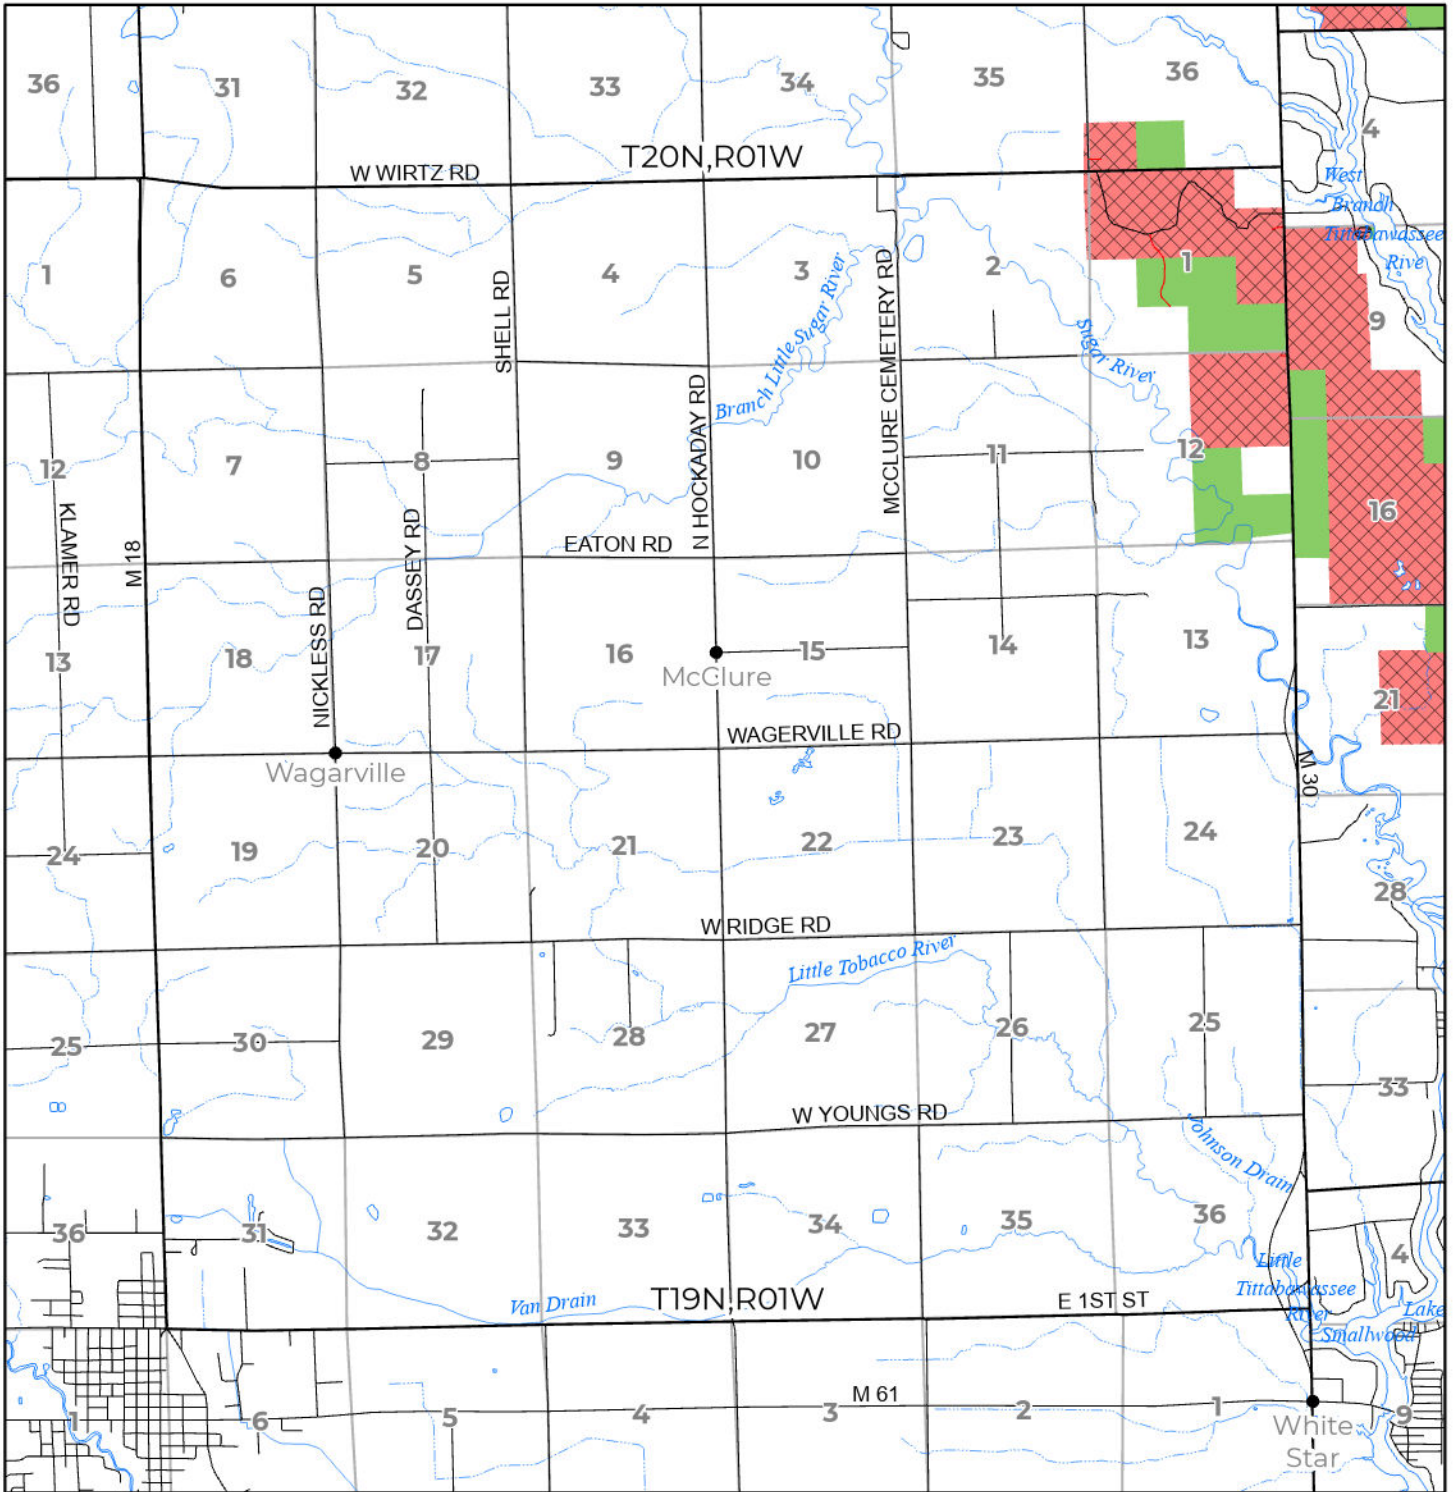 36
31
32
33
34
35
36
4
T20N,R01W
W WIRTZ RD
West
Branch
Tittabawassee
Rive
1
6
5
4
3
2
1
9
SHELL RD
Branch Little Sugar River
MCCLURE CEMETERY RD
Sugar River
12
7
8
9
10
11
12
16
KLAMER RD
M 18
DASSEY RD
N HOCKADAY RD
EATON RD
NICKLESS RD
13
18
17
16
15
14
13
21
McClure
WAGERVILLE RD
Wagarville
M 30
24
19
20
21
22
23
24
28
W RIDGE RD
Little Tobacco River
25
30
29
28
27
26
25
33
W YOUNGS RD
Johnson Drain
36
31
32
33
34
35
36
4
Little
Tittabawassee
River
Lake
Smallwood
Van Drain
T19N,R01W
E 1ST ST
M 61
1
6
5
4
3
2
1
9
White
Star